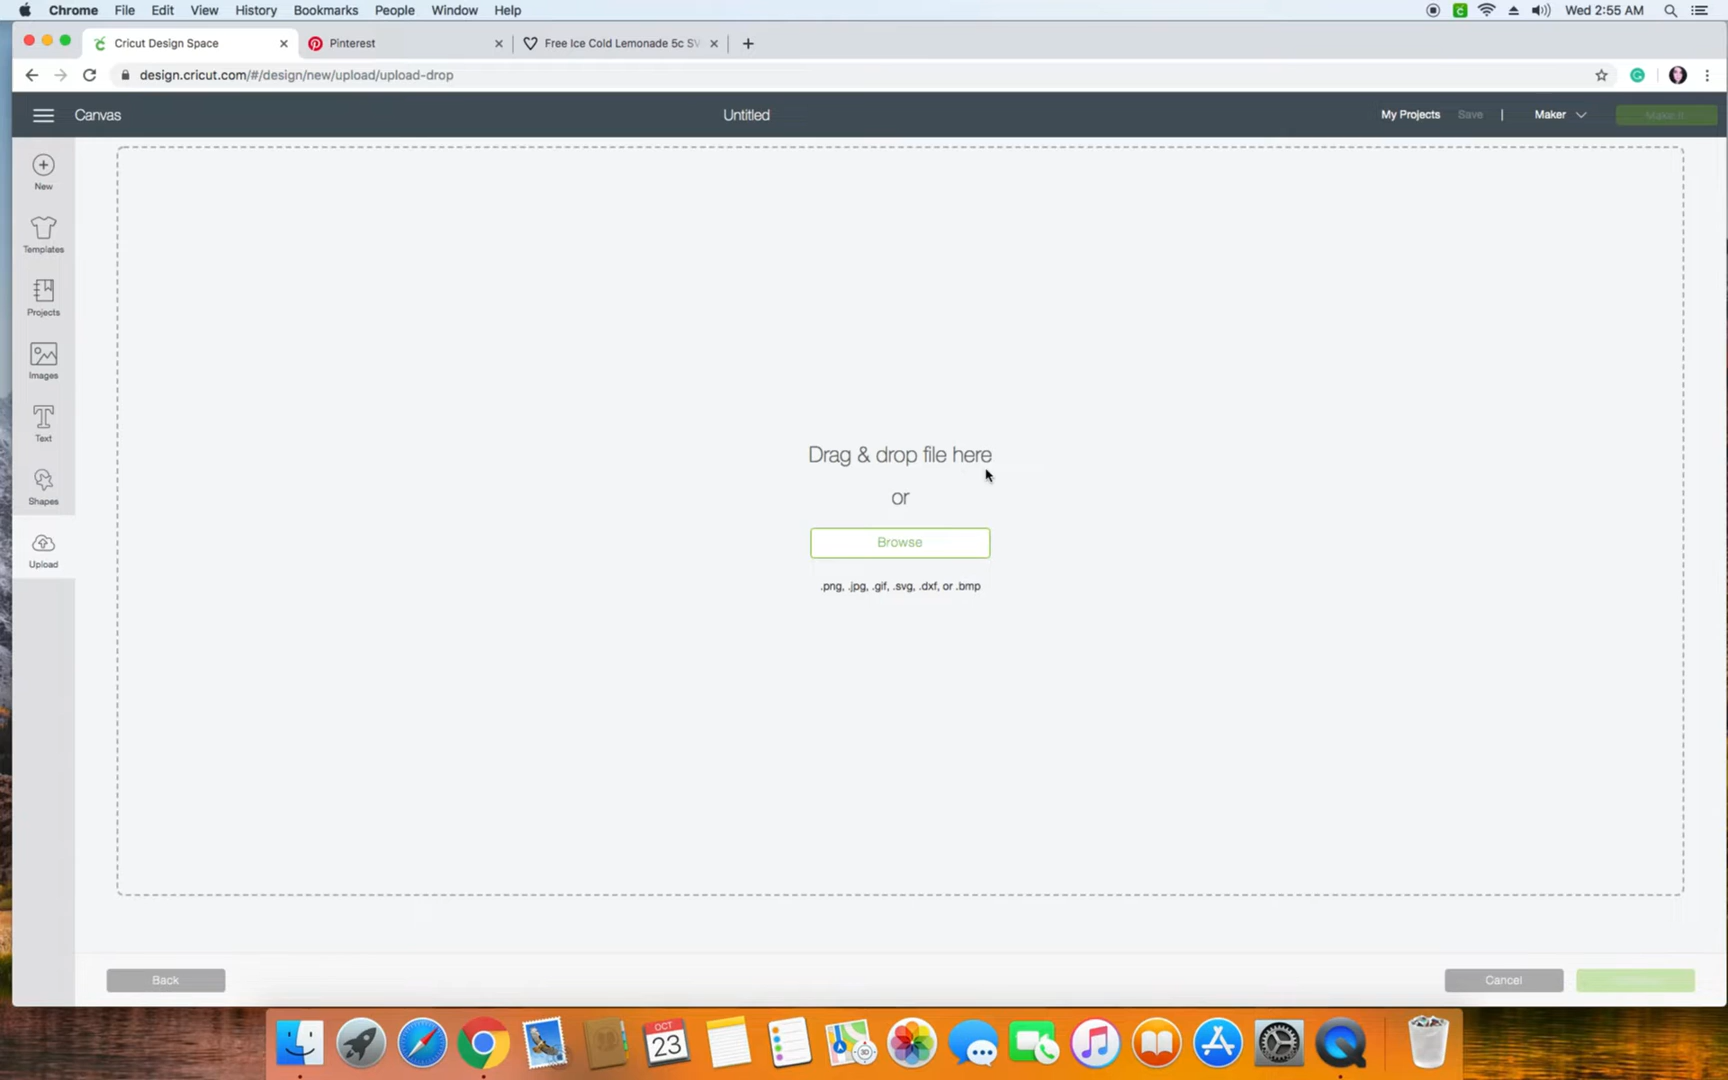 Chrome File Edit View History Bookmarks People Window Help Wed 2:55 AM
Cricut Design Space Pinterest Free Ice Cold Lemonade 5c SV
design.cricut.com/#/design/new/upload/upload-drop
Canvas Untitled My Projects Save | Maker Make It
New
Templates
Projects
Images
Text
Shapes
Upload
Drag & drop file here
or
Browse
.png, .jpg, .gif, .svg, .dxf, or .bmp
Back Cancel
OCT
23